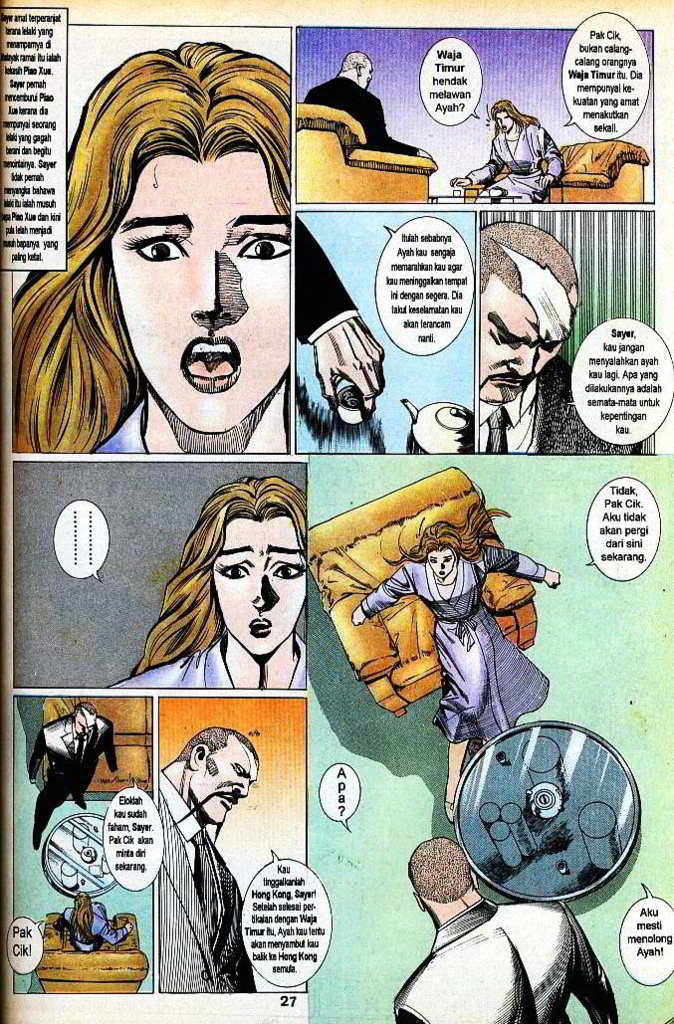 Sayer amat terperanjat
kerana lelaki yang
menamparnya di
khalayak ramai itu ialah
kekasih Piao Xue.
Sayer pernah
mencemburui Piao
Xue kerana dia
mempunyai seorang
lelaki yang gagah
berani dan begitu
mencintainya. Sayer
tidak pernah
menyangka bahawa
lelaki itu ialah musuh
bapa Piao Xue dan kini
pula telah menjadi
musuh bapanya yang
paling ketat.
Waja
Timur
hendak
melawan
Ayah?
Pak Cik,
bukan calang-
calang orangnya
Waja Timur itu. Dia
mempunyai ke-
kuatan yang amat
menakutkan
sekali.
Itulah sebabnya
Ayah kau sengaja
memarahkan kau agar
kau meninggalkan tempat
ini dengan segera. Dia
takut keselamatan kau
akan terancam
nanti.
Sayer,
kau jangan
menyalahkan ayah
kau lagi. Apa yang
dilakukannya adalah
semata-mata untuk
kepentingan
kau.
Tidak,
Pak Cik.
Aku tidak
akan pergi
dari sini
sekarang.
Eloklah
kau sudah
faham, Sayer.
Pak Cik akan
minta diri
sekarang.
Pak
Cik!
Kau
tinggalkanlah
Hong Kong, Sayer!
Setelah selesai per-
tikaian dengan Waja
Timur itu, Ayah kau tentu
akan menyambut kau
balik ke Hong Kong
semula.
Apa?
Aku
mesti
menolong
Ayah!
27